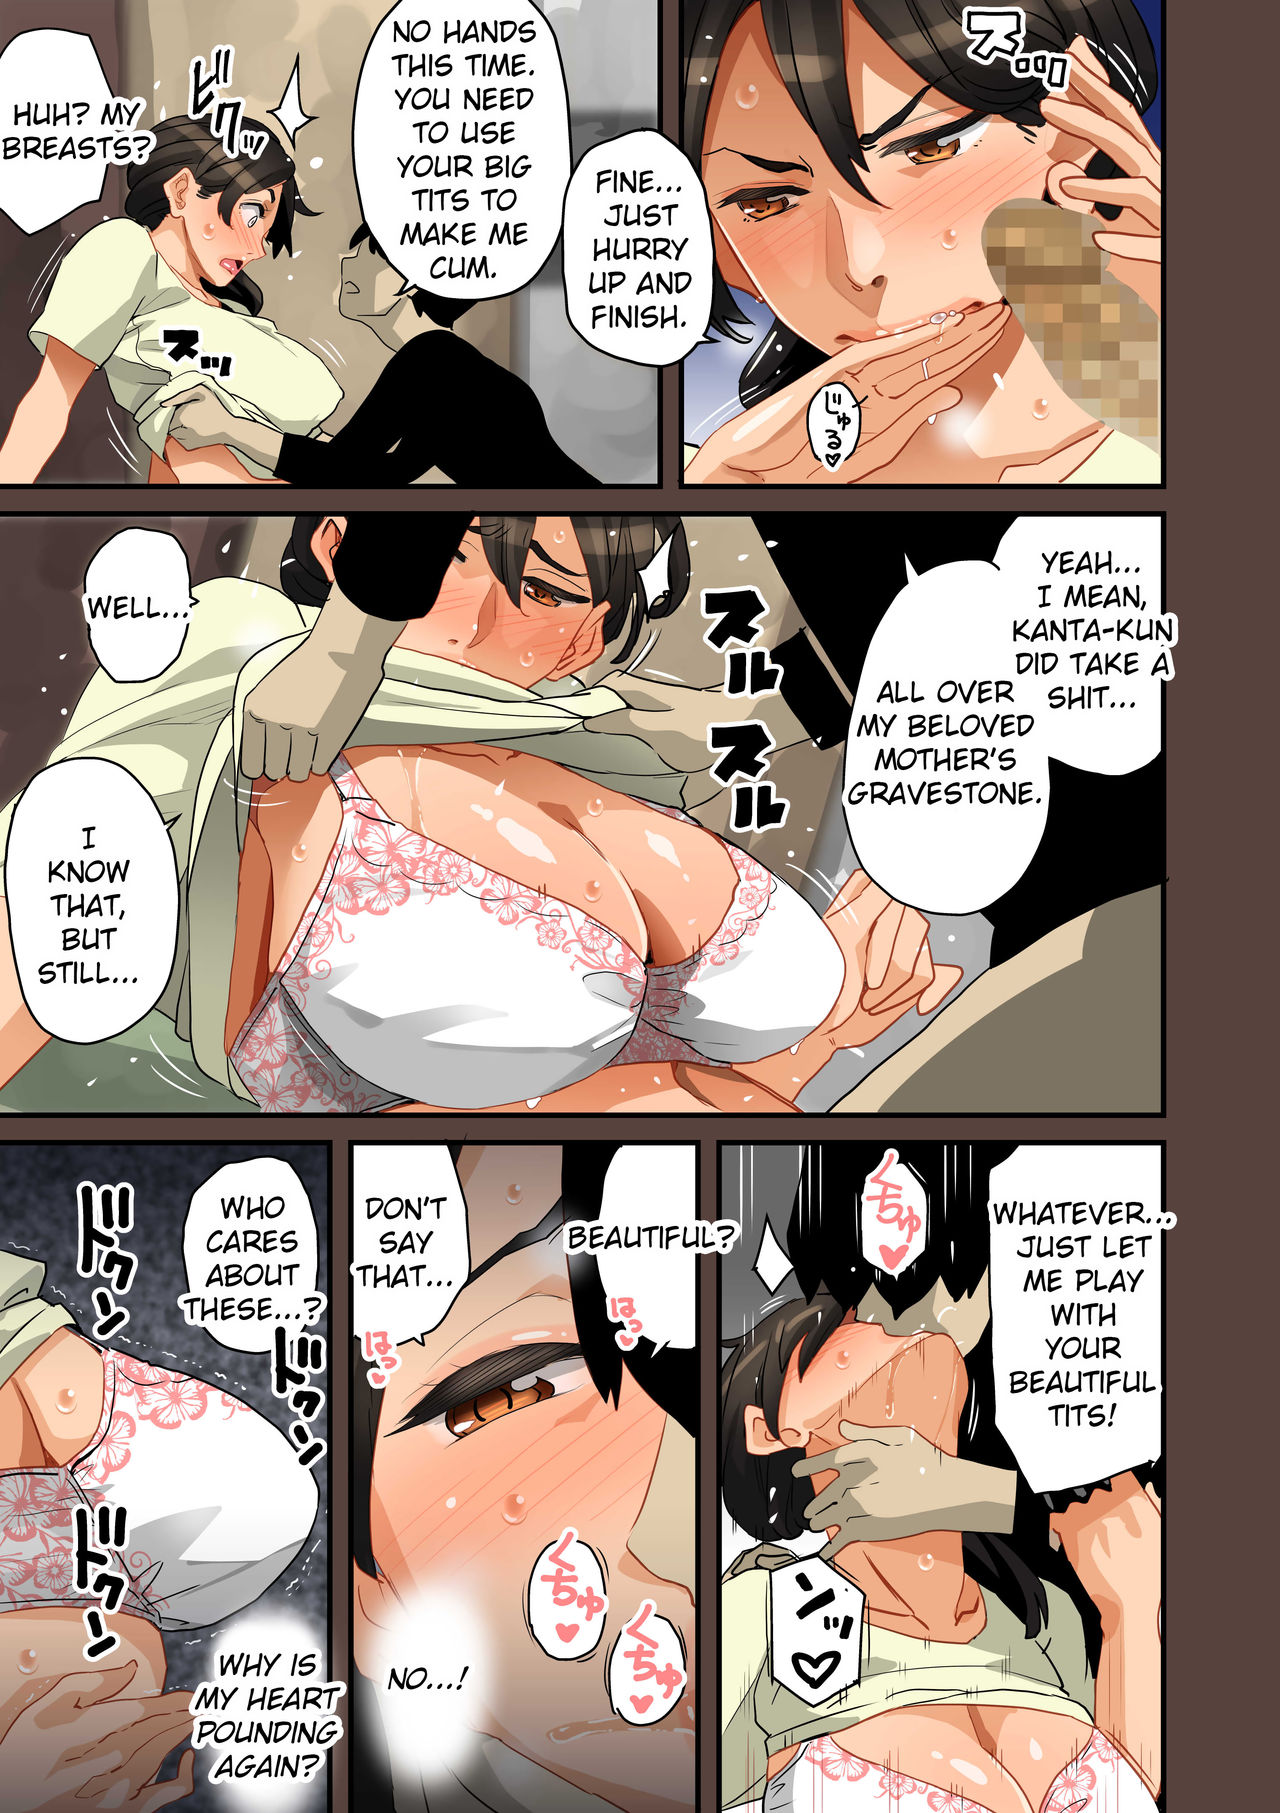 ス...
じゅる♡
FINE...
JUST
HURRY
UP AND
FINISH.
NO HANDS
THIS TIME.
YOU NEED
TO USE
YOUR BIG
TITS TO
MAKE ME
CUM.
ビクッ
スッ
HUH? MY
BREASTS?
YEAH...
I MEAN,
KANTA-KUN
DID TAKE A
SHIT...
ALL OVER
MY BELOVED
MOTHER'S
GRAVESTONE.
スル
スル
WELL...
I
KNOW
THAT,
BUT
STILL...
WHATEVER...
JUST LET
ME PLAY
WITH
YOUR
BEAUTIFUL
TITS!
くちゅ♡
ンッ♡
BEAUTIFUL?
はっ♡
DON'T
SAY
THAT...
はっ♡
くちゅ♡
くちゅ♡
NO...!
WHO
CARES
ABOUT
THESE...?
ドクン
ドクン
ドクン
WHY IS
MY HEART
POUNDING
AGAIN?